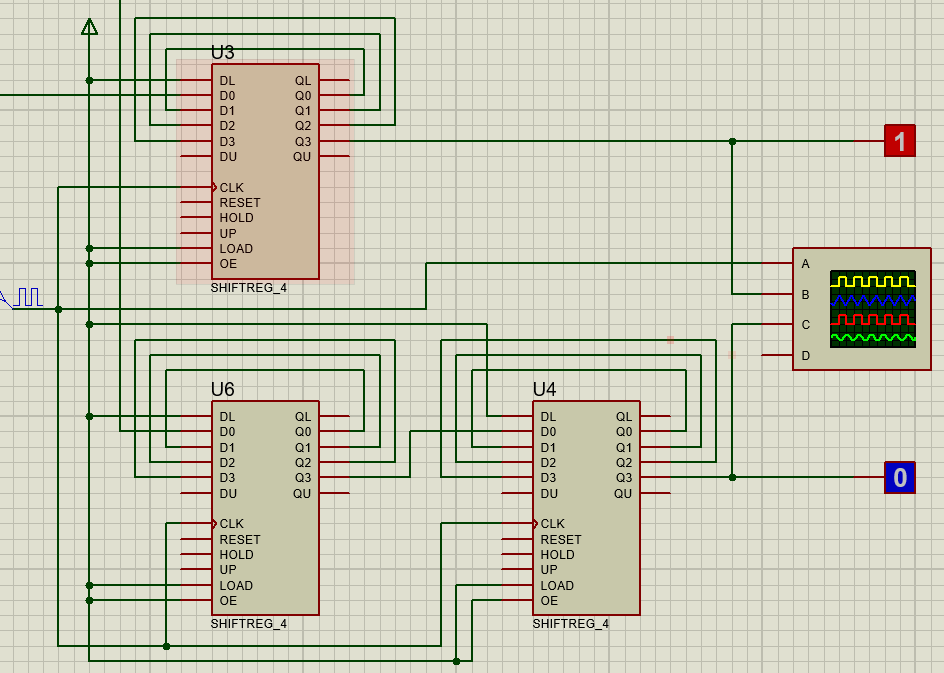 U3
DL QL
D0 Q0
D1 Q1
D2 Q2
D3 Q3
DU QU
CLK
RESET
HOLD
UP
LOAD
OE
SHIFTREG_4
1
A
B
C
D
U6
DL QL
D0 Q0
D1 Q1
D2 Q2
D3 Q3
DU QU
CLK
RESET
HOLD
UP
LOAD
OE
SHIFTREG_4
U4
DL QL
D0 Q0
D1 Q1
D2 Q2
D3 Q3
DU QU
CLK
RESET
HOLD
UP
LOAD
OE
SHIFTREG_4
0